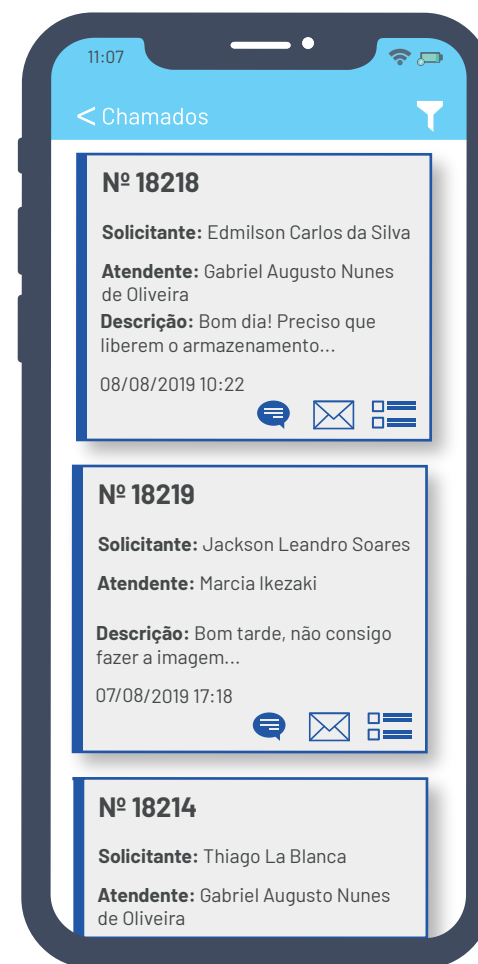 11:07
< Chamados
Nº 18218
Solicitante: Edmilson Carlos da Silva
Atendente: Gabriel Augusto Nunes
de Oliveira
Descrição: Bom dia! Preciso que
liberem o armazenamento...
08/08/2019 10:22
Nº 18219
Solicitante: Jackson Leandro Soares
Atendente: Marcia Ikezaki
Descrição: Bom tarde, não consigo
fazer a imagem...
07/08/2019 17:18
Nº 18214
Solicitante: Thiago La Blanca
Atendente: Gabriel Augusto Nunes
de Oliveira